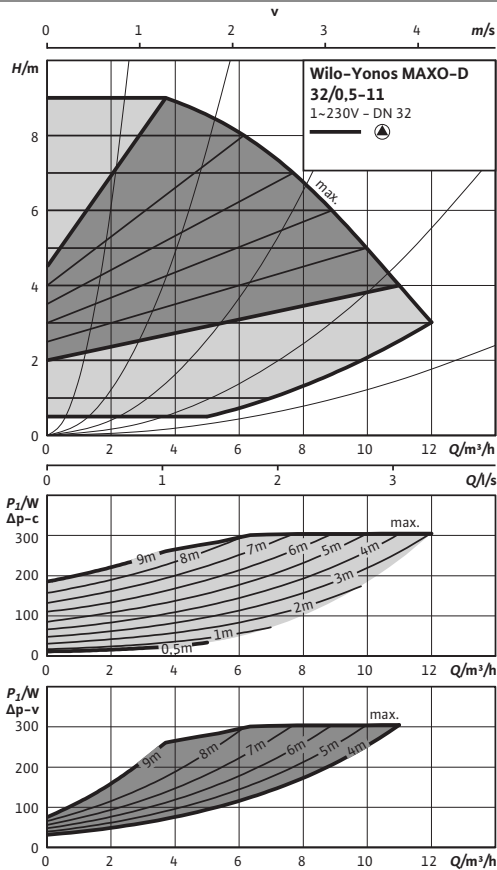 v
0 1 2 3 4 m/s
H/m
Wilo-Yonos MAXO-D
32/0,5-11
1~230V - DN 32
max.
8
6
4
2
0
0 2 4 6 8 10 12 Q/m³/h
0 1 2 3 Q/l/s
P₁/W
Δp-c
max.
300
200
100
0
9m 8m 7m 6m 5m 4m
3m
2m
1m
0,5m
0 2 4 6 8 10 12 Q/m³/h
P₁/W
Δp-v
max.
300
200
100
0
9m 8m 7m 6m 5m 4m
0 2 4 6 8 10 12 Q/m³/h